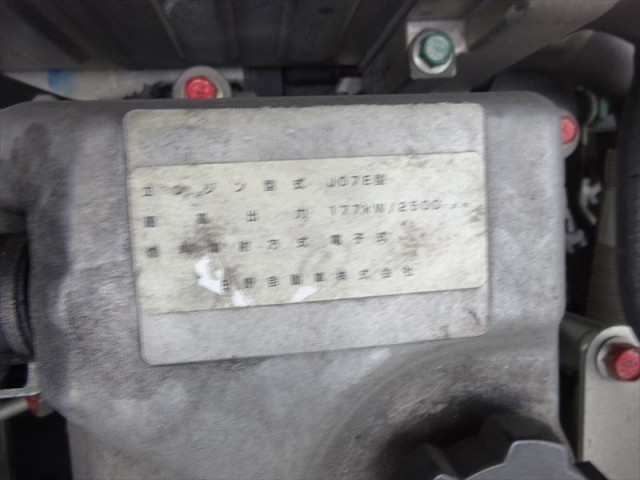 エンジン型式 J07E型
最高出力 177kW/2500
燃料噴射方式 電子式
日野自動車株式会社